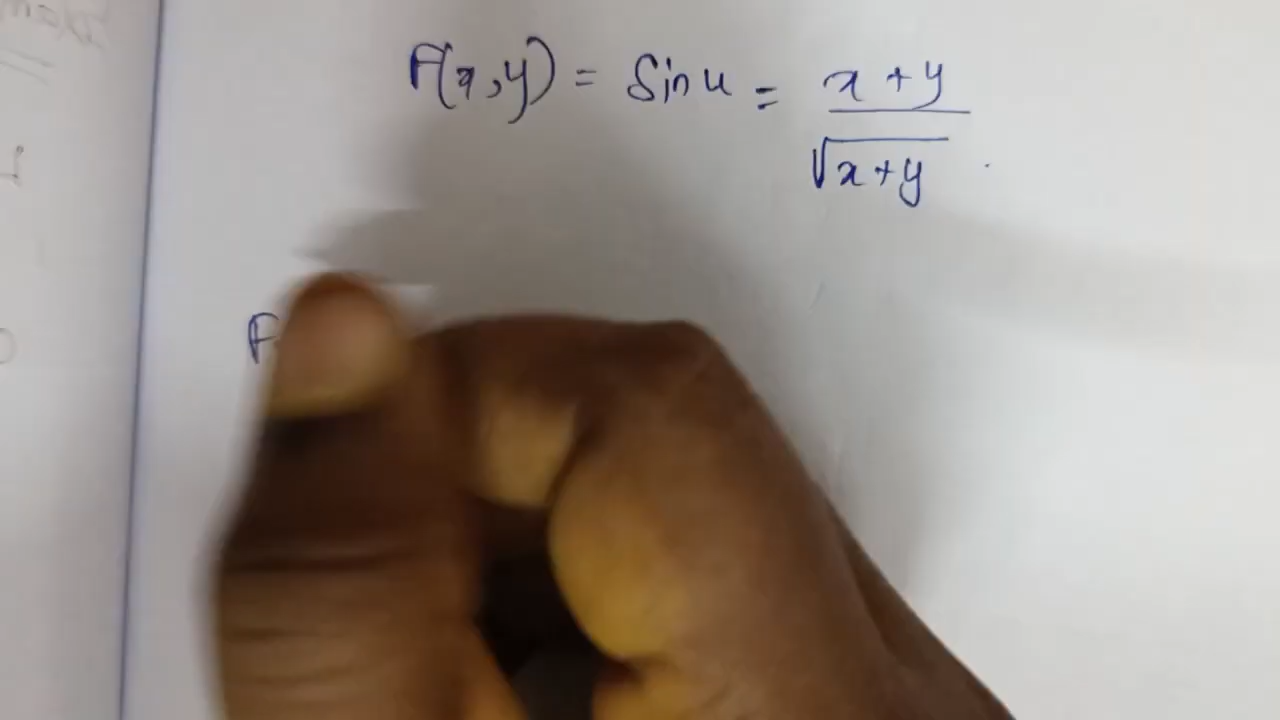 F(x,y) = Sin u = x + y / √x+y
F